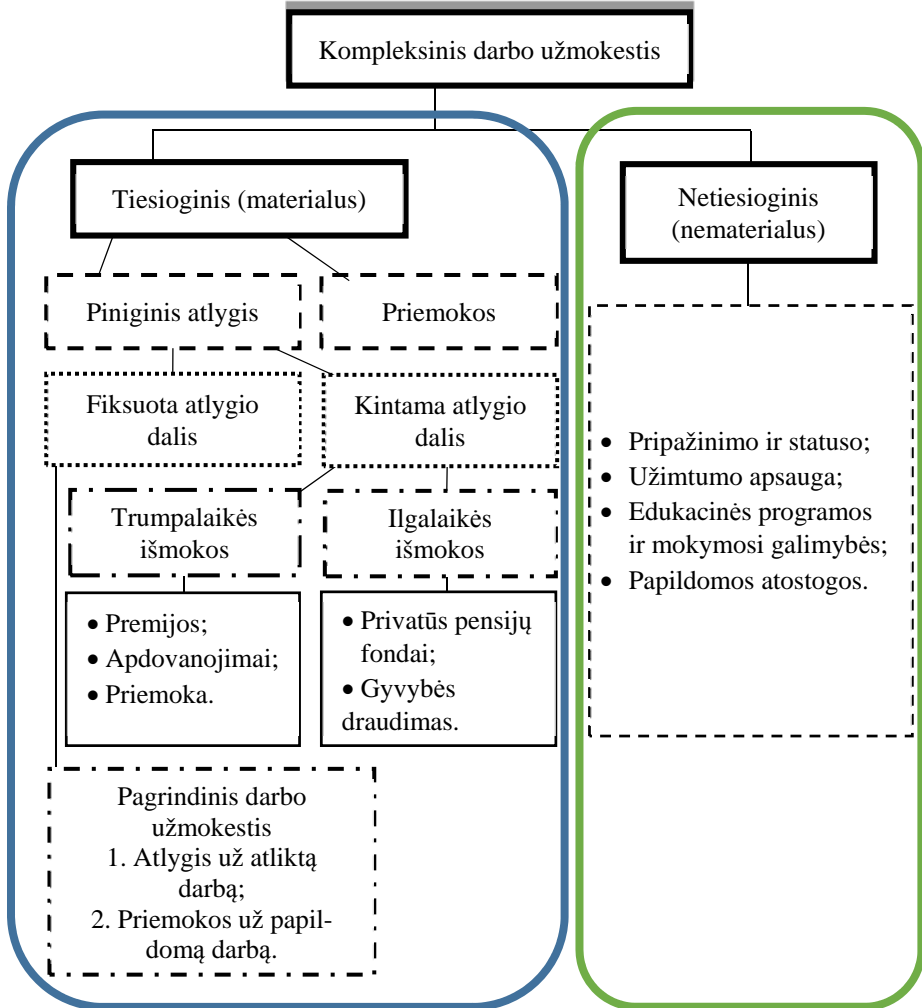 Kompleksinis darbo užmokestis
Tiesioginis (materialus)
Netiesioginis
(nematerialus)
Piniginis atlygis
Priemokos
Fiksuota atlygio
dalis
Kintama atlygio
dalis
Trumpalaikės
išmokos
Ilgalaikės
išmokos
• Premijos;
• Apdovanojimai;
• Priemoka.
• Privatūs pensijų
fondai;
• Gyvybės
draudimas.
Pagrindinis darbo
užmokestis
1. Atlygis už atliktą
darbą;
2. Priemokos už papil-
domą darbą.
• Pripažinimo ir statuso;
• Užimtumo apsauga;
• Edukacinės programos
ir mokymosi galimybės;
• Papildomos atostogos.